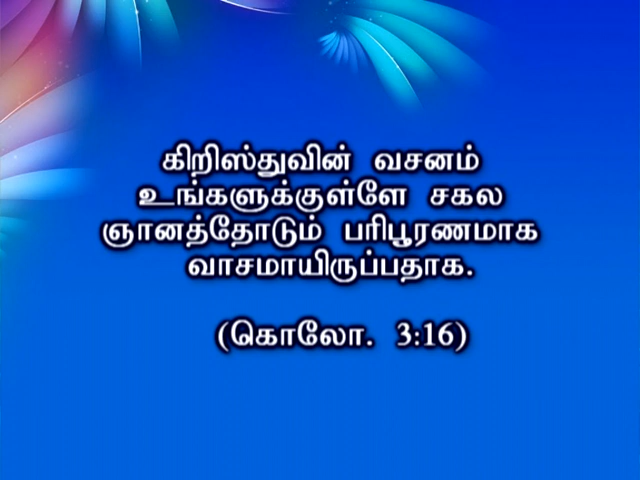 கிறிஸ்துவின் வசனம்
உங்களுக்குள்ளே சகல
ஞானத்தோடும் பரிபூரணமாக
வாசமாயிருப்பதாக.
(கொலோ. 3:16)